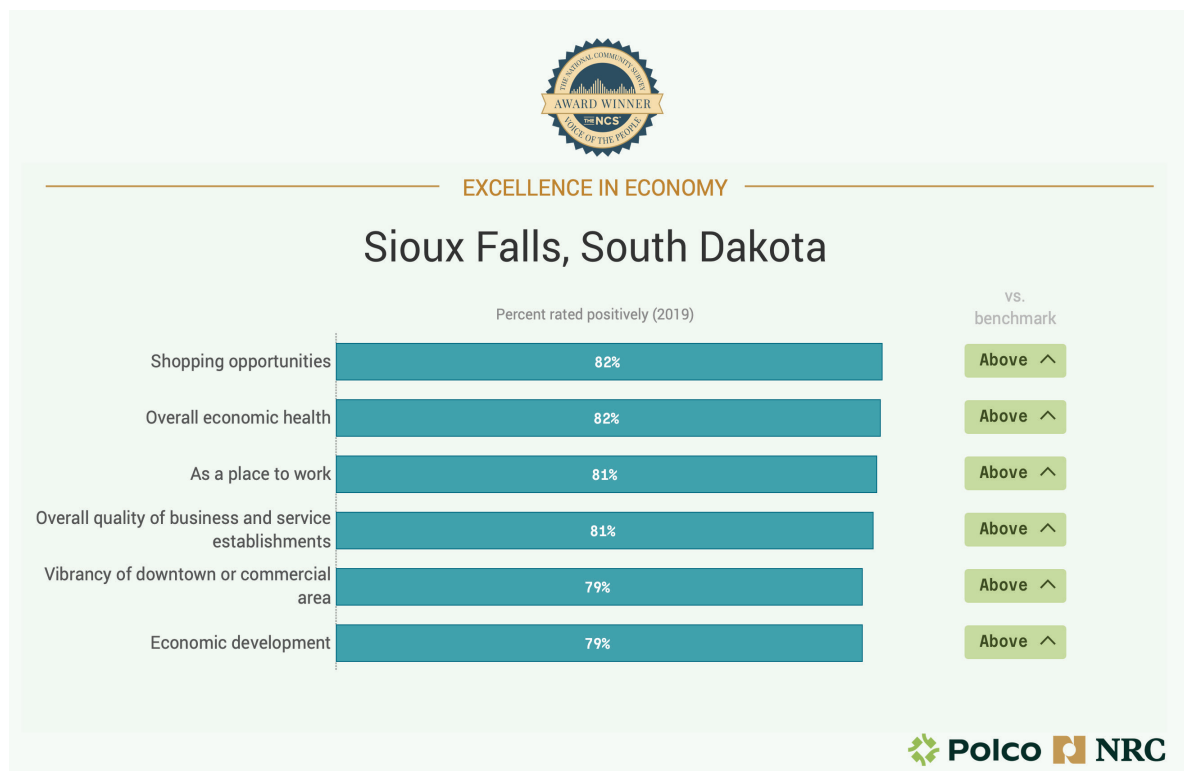 THE NATIONAL COMMUNITY SURVEY
AWARD WINNER
THE NCS
VOICE OF THE PEOPLE
EXCELLENCE IN ECONOMY
Sioux Falls, South Dakota
Percent rated positively (2019)
vs.
benchmark
Shopping opportunities 82% Above
Overall economic health 82% Above
As a place to work 81% Above
Overall quality of business and service
establishments 81% Above
Vibrancy of downtown or commercial
area 79% Above
Economic development 79% Above
Polco NRC